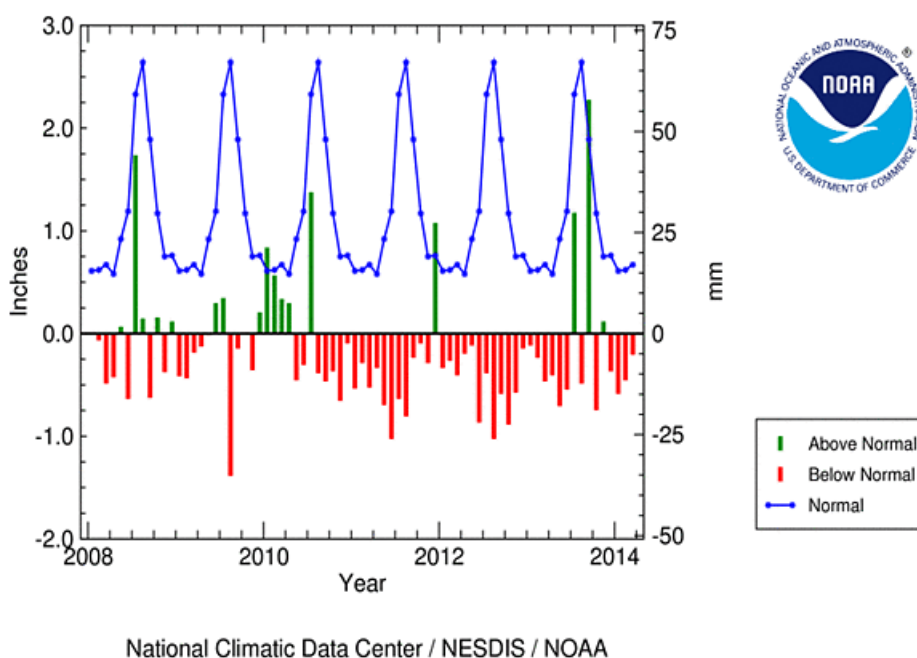 3.0
2.0
1.0
0.0
-1.0
-2.0
Inches
75
50
25
0
-25
-50
mm
2008
2010
2012
2014
Year
NATIONAL OCEANIC AND ATMOSPHERIC
U.S. DEPARTMENT OF COMMERCE
NOAA
®
Above Normal
Below Normal
Normal
National Climatic Data Center / NESDIS / NOAA